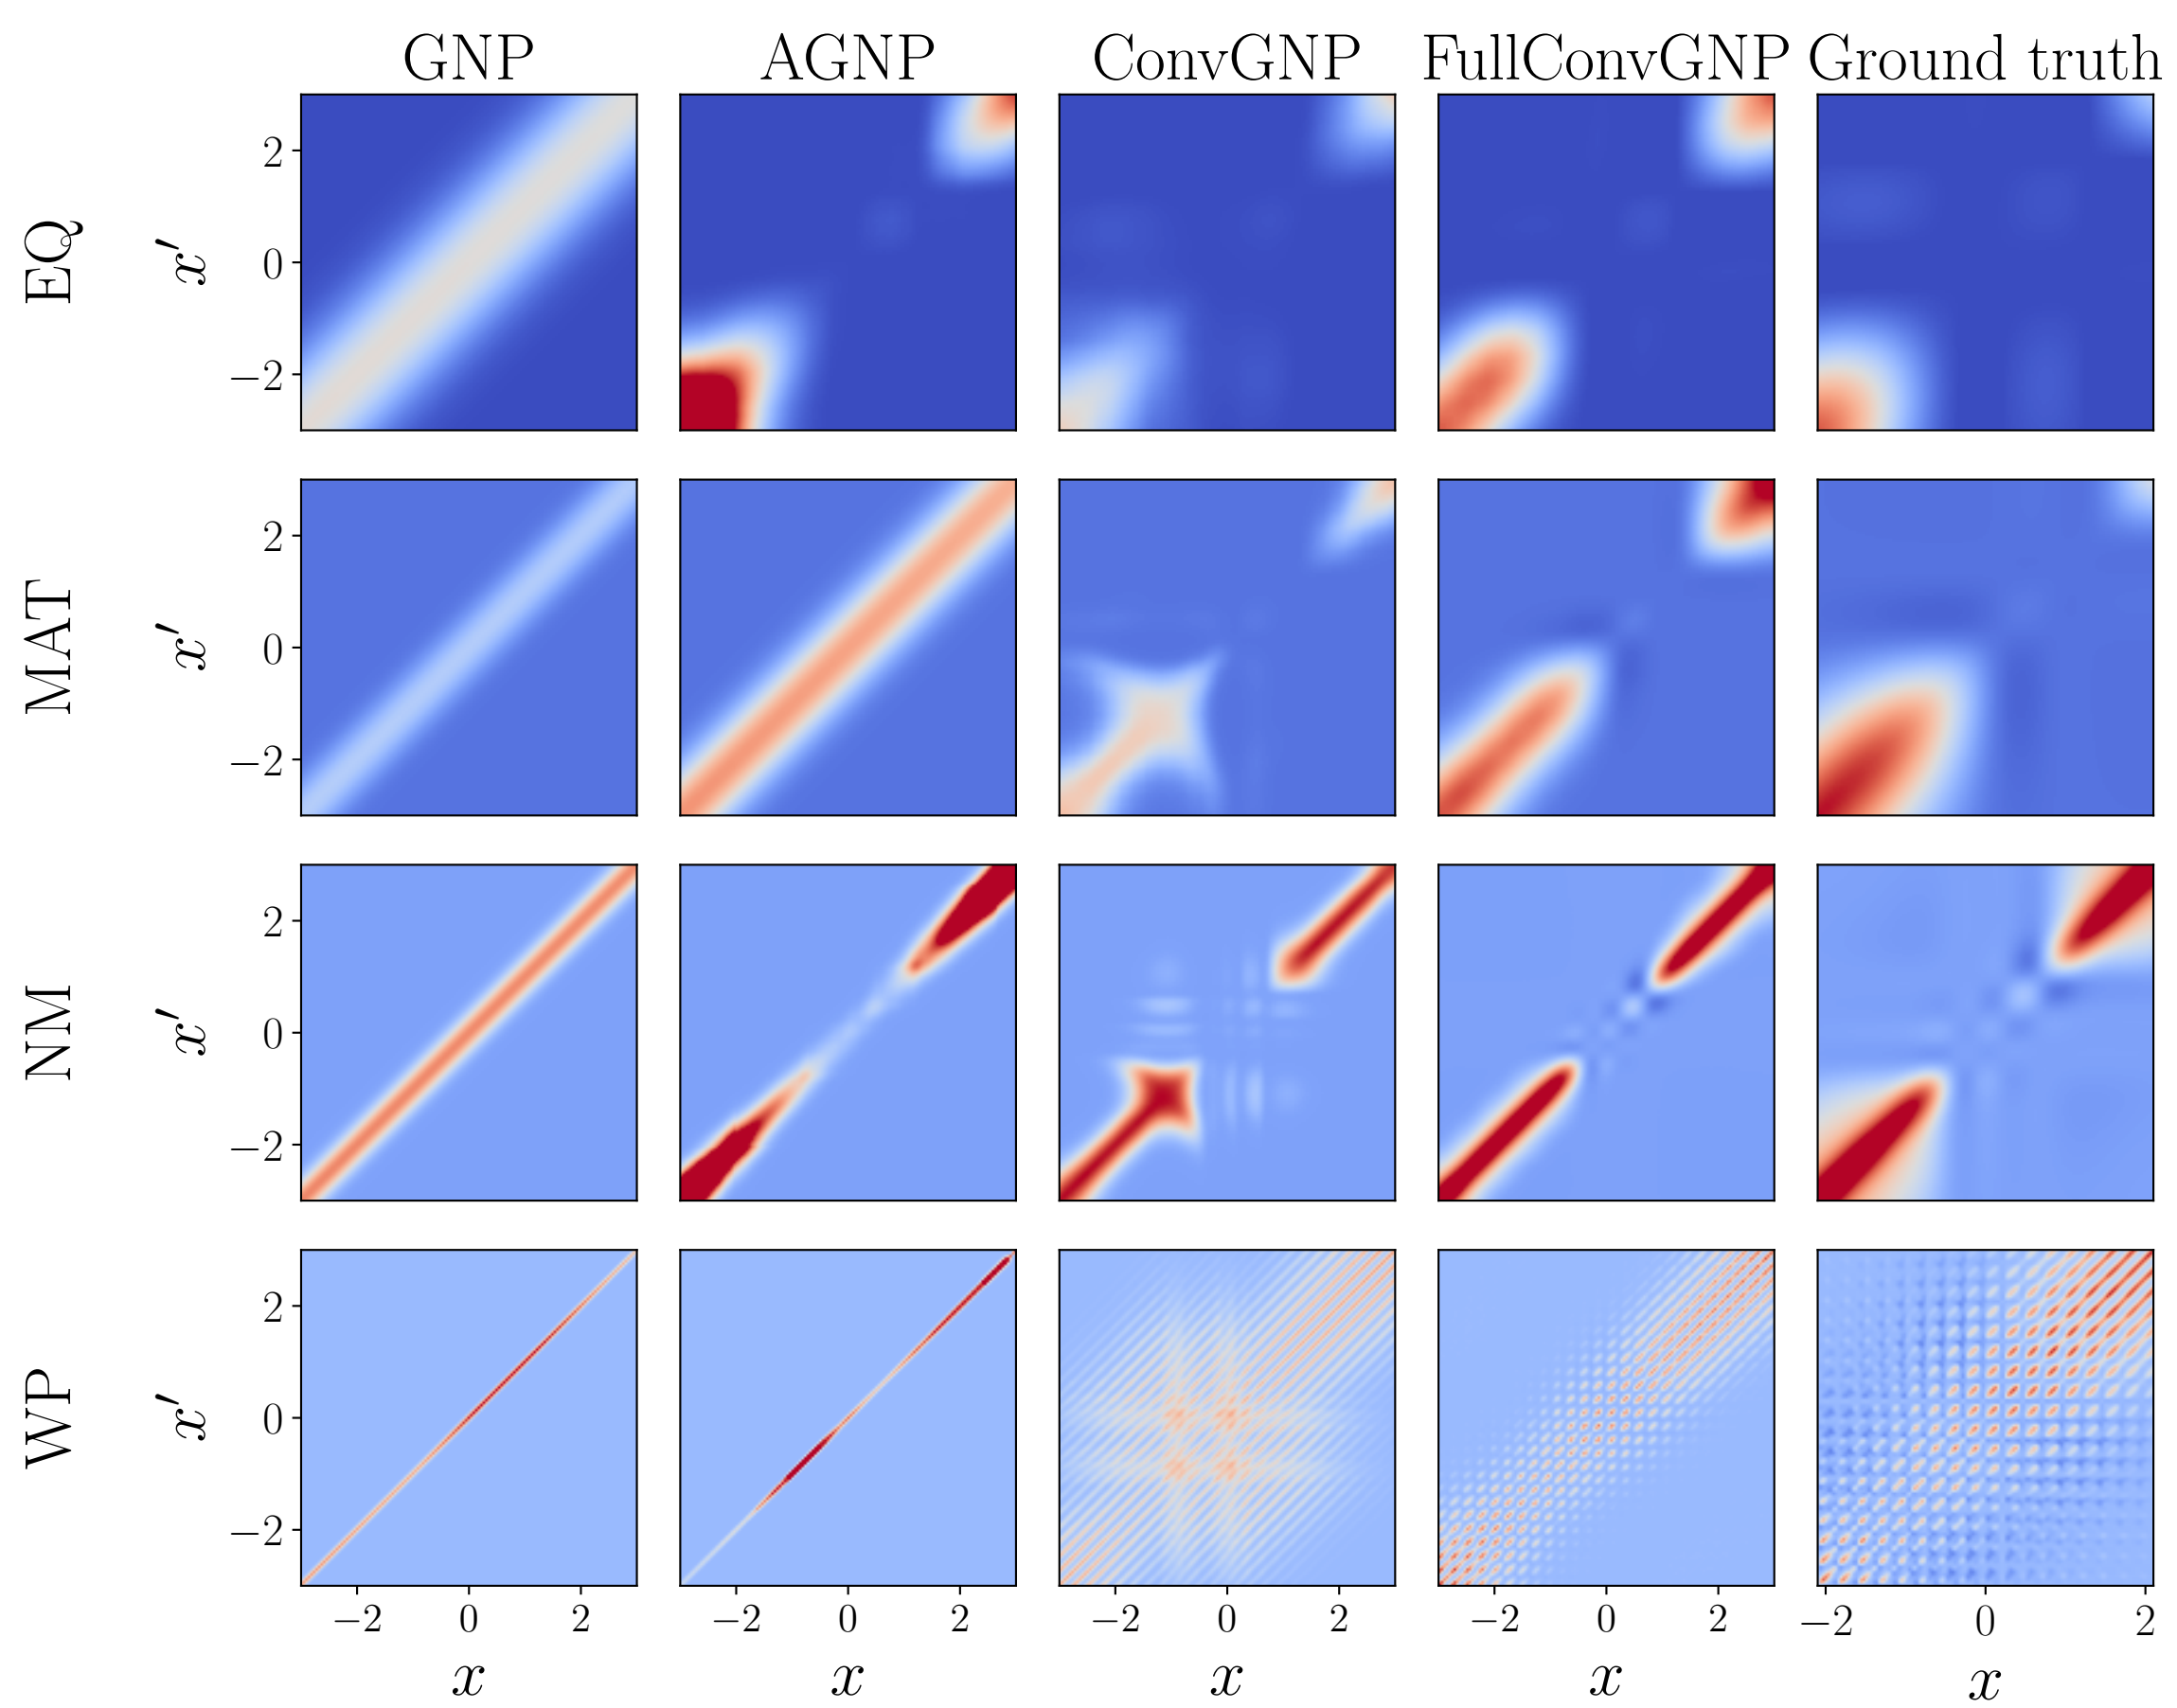 GNP AGNP ConvGNP FullConvGNP Ground truth
EQ x′ 2 0 −2
MAT x′ 2 0 −2
NM x′ 2 0 −2
WP x′ 2 0 −2
−2 0 2 −2 0 2 −2 0 2 −2 0 2 −2 0 2
x x x x x